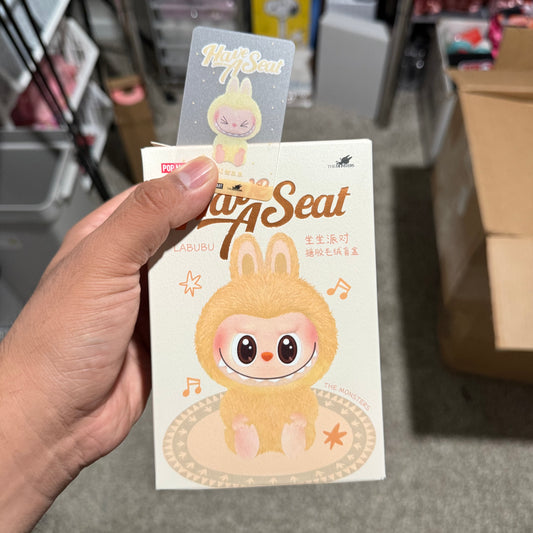 Have
A Seat
POP MART
THE MONSTERS
Have
A Seat
LABUBU
坐坐派对
搪胶毛绒盲盒
THE MONSTERS